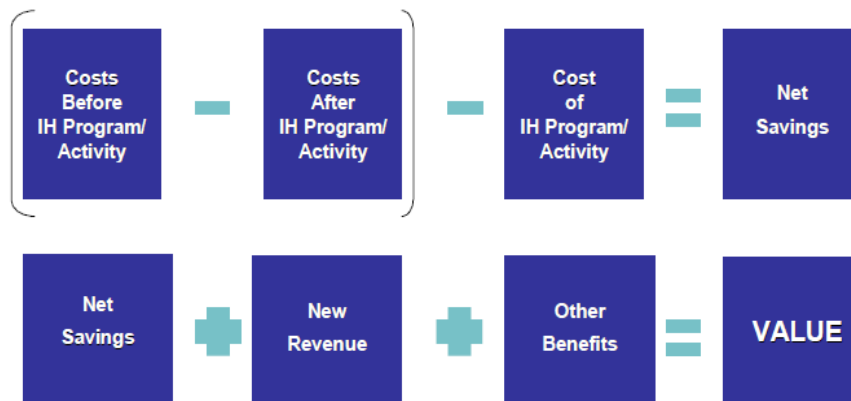 Costs
Before
IH Program/
Activity
-
Costs
After
IH Program/
Activity
-
Cost
of
IH Program/
Activity
=
Net
Savings
Net
Savings
+
New
Revenue
+
Other
Benefits
=
VALUE